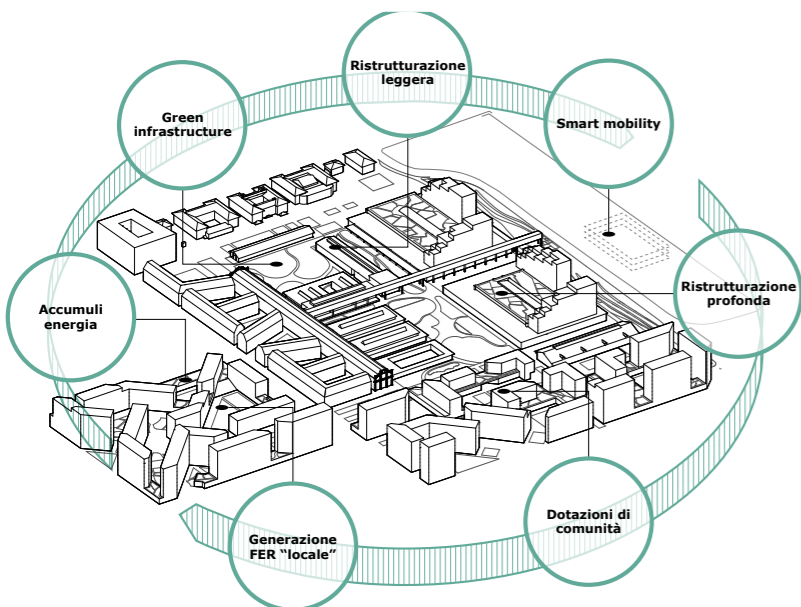 Ristrutturazione
leggera
Green
infrastructure
Smart mobility
Ristrutturazione
profonda
Accumuli
energia
Dotazioni di
comunità
Generazione
FER “locale”